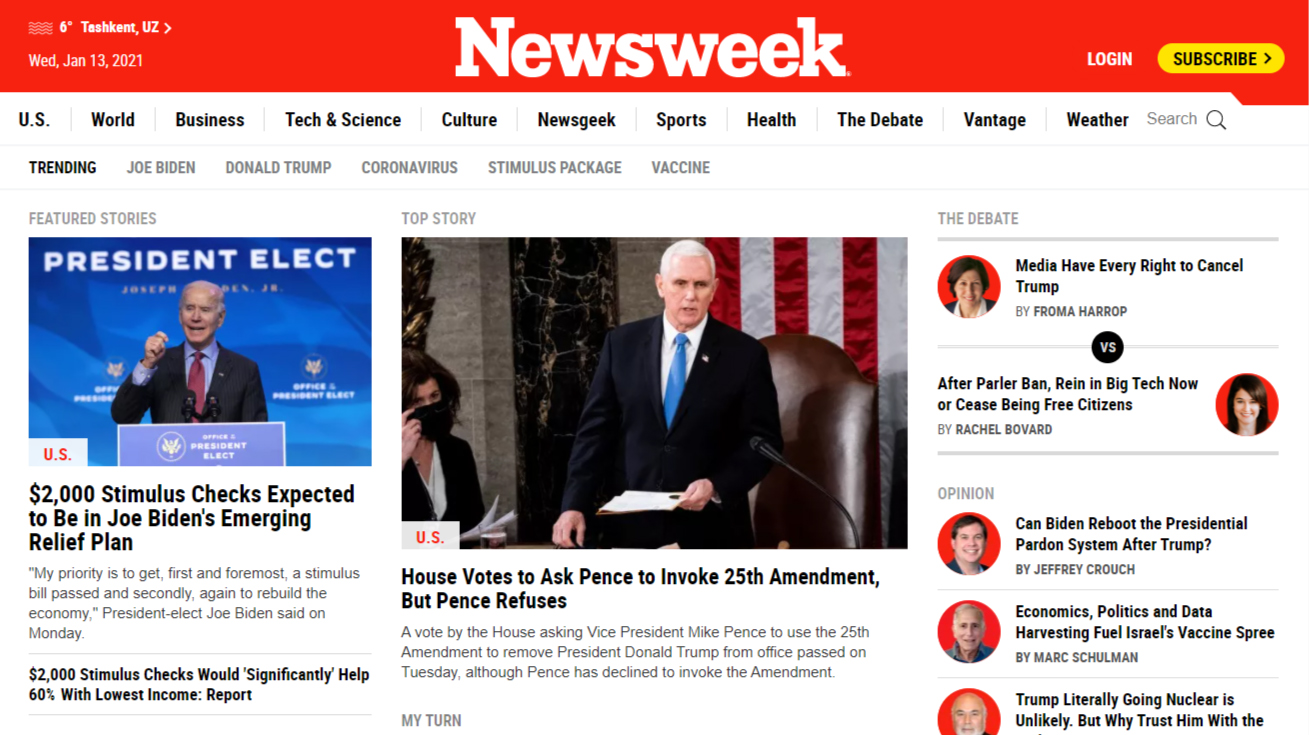 6° Tashkent, UZ
Wed, Jan 13, 2021
Newsweek
LOGIN
SUBSCRIBE
U.S. World Business Tech & Science Culture Newsgeek Sports Health The Debate Vantage Weather Search
TRENDING JOE BIDEN DONALD TRUMP CORONAVIRUS STIMULUS PACKAGE VACCINE
FEATURED STORIES
PRESIDENT ELECT
OFFICE of
PRESIDENT ELECT
OFFICE of
PRESIDENT
ELECT
U.S.
$2,000 Stimulus Checks Expected
to Be in Joe Biden's Emerging
Relief Plan
"My priority is to get, first and foremost, a stimulus
bill passed and secondly, again to rebuild the
economy," President-elect Joe Biden said on
Monday.
$2,000 Stimulus Checks Would 'Significantly' Help
60% With Lowest Income: Report
TOP STORY
U.S.
House Votes to Ask Pence to Invoke 25th Amendment,
But Pence Refuses
A vote by the House asking Vice President Mike Pence to use the 25th
Amendment to remove President Donald Trump from office passed on
Tuesday, although Pence has declined to invoke the Amendment.
MY TURN
THE DEBATE
Media Have Every Right to Cancel
Trump
BY FROMA HARROP
VS
After Parler Ban, Rein in Big Tech Now
or Cease Being Free Citizens
BY RACHEL BOVARD
OPINION
Can Biden Reboot the Presidential
Pardon System After Trump?
BY JEFFREY CROUCH
Economics, Politics and Data
Harvesting Fuel Israel's Vaccine Spree
BY MARC SCHULMAN
Trump Literally Going Nuclear is
Unlikely. But Why Trust Him With the